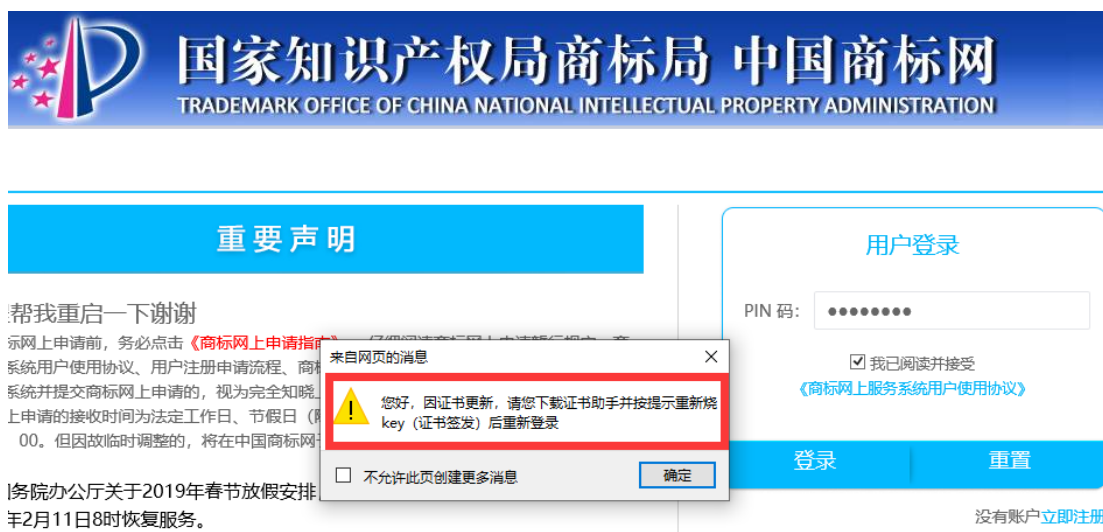 国家知识产权局商标局 中国商标网
TRADEMARK OFFICE OF CHINA NATIONAL INTELLECTUAL PROPERTY ADMINISTRATION
重要声明
帮我重启一下谢谢
标网上申请前，务必点击《商标网上申请指南
系统用户使用协议、用户注册申请流程、商标
系统并提交商标网上申请的，视为完全知晓
上申请的接收时间为法定工作日、节假日（
00。但因故临时调整的，将在中国商标网
务院办公厅关于2019年春节放假安排
年2月11日8时恢复服务。
来自网页的消息
您好，因证书更新，请您下载证书助手并按提示重新烧
key（证书签发）后重新登录
不允许此页创建更多消息
确定
用户登录
PIN 码：
我已阅读并接受
《商标网上服务系统用户使用协议》
登录 重置
没有账户立即注册